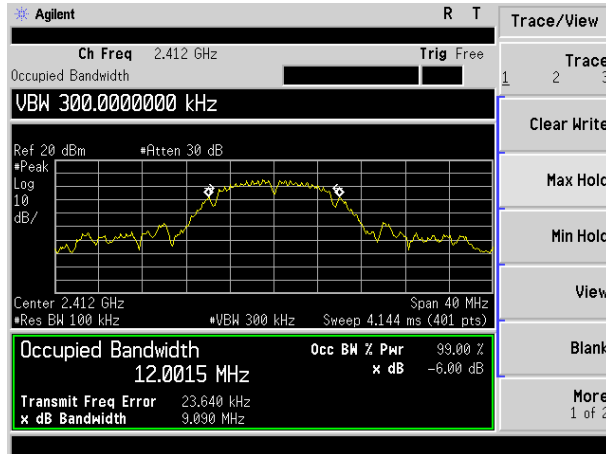 Agilent R T
Ch Freq 2.412 GHz Trig Free
Occupied Bandwidth
VBW 300.0000000 kHz
Ref 20 dBm #Atten 30 dB
#Peak
Log
10
dB/
Center 2.412 GHz Span 40 MHz
#Res BW 100 kHz #VBW 300 kHz Sweep 4.144 ms (401 pts)
Occupied Bandwidth Occ BW % Pwr 99.00 %
12.0015 MHz x dB -6.00 dB
Transmit Freq Error 23.640 kHz
x dB Bandwidth 9.090 MHz
Trace/View
Trace
1 2 3
Clear Write
Max Hold
Min Hold
View
Blank
More
1 of 2